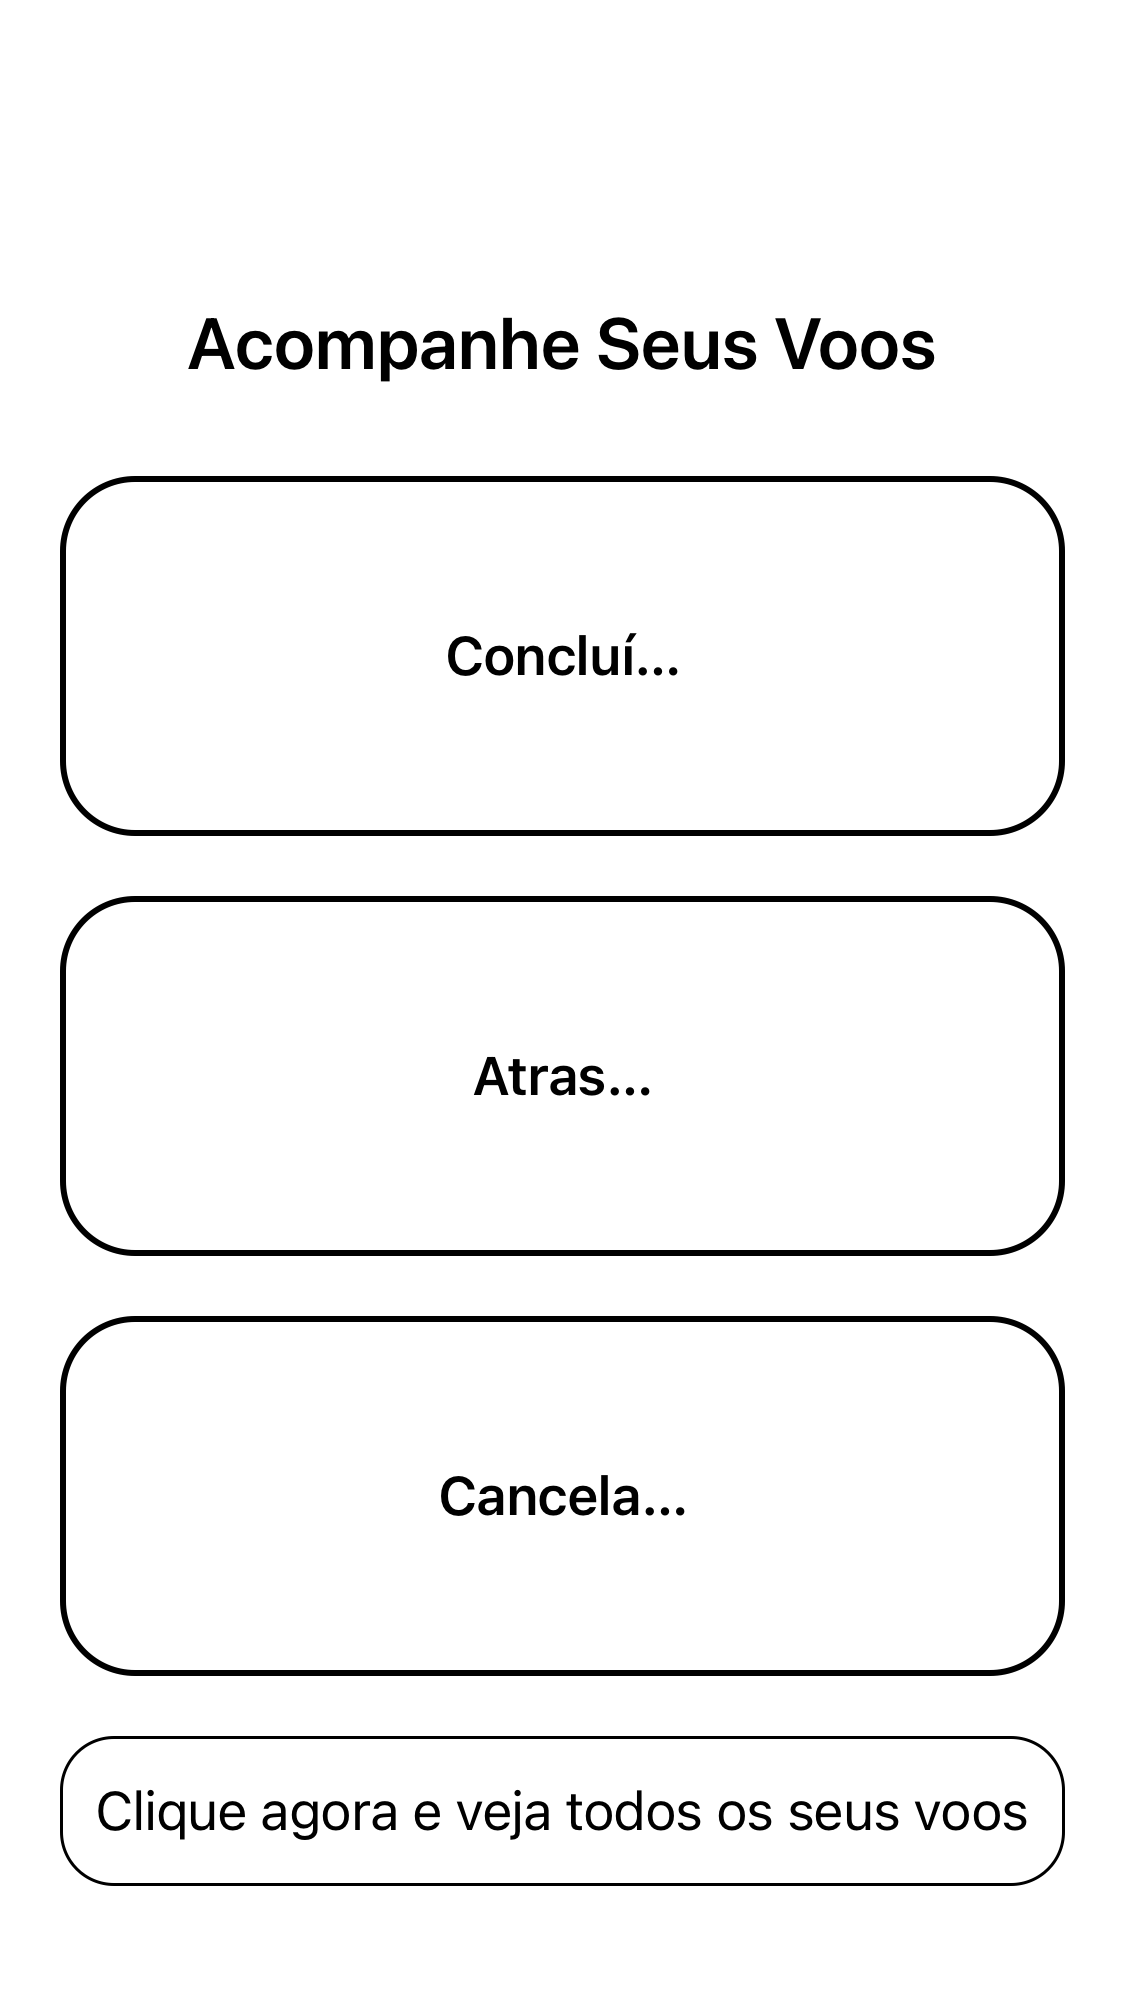 Acompanhe Seus Voos
Concluí...
Atras...
Cancela...
Clique agora e veja todos os seus voos